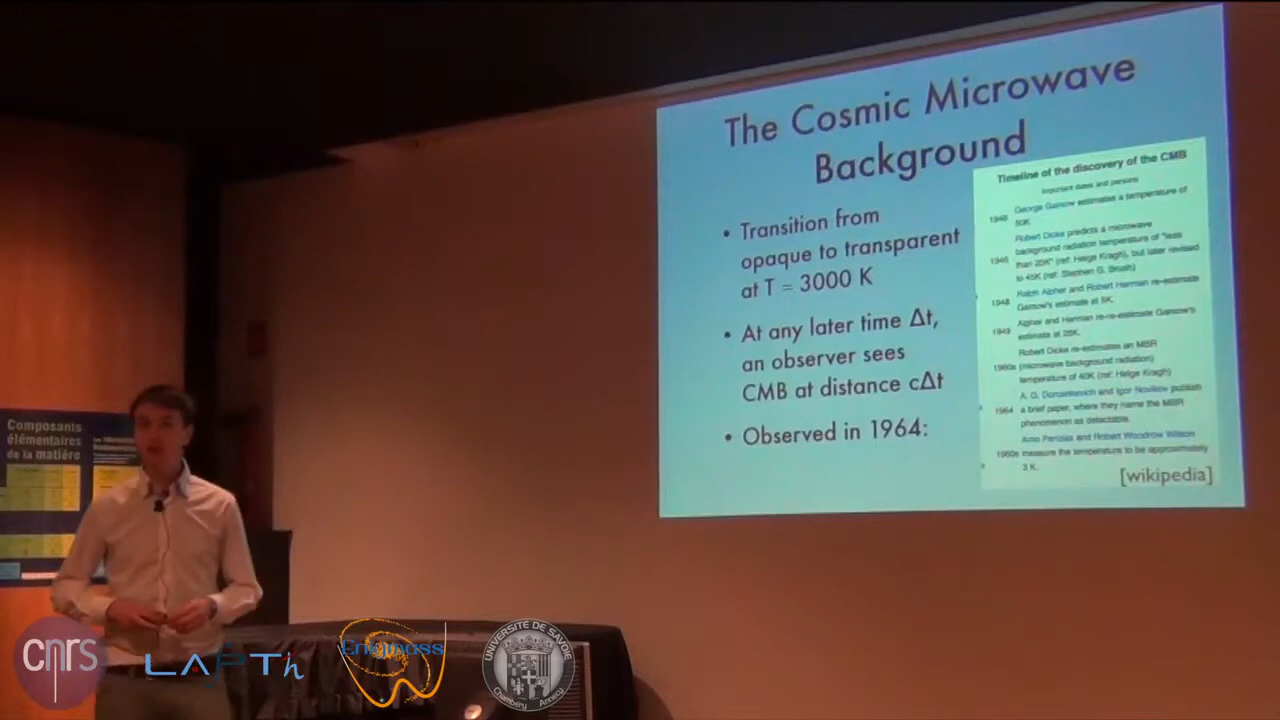 The Cosmic Microwave
Background
• Transition from
opaque to transparent
at T = 3000 K
• At any later time Δt,
an observer sees
CMB at distance cΔt
• Observed in 1964:
Timeline of the discovery of the CMB
Important dates and persons
1946 George Gamow estimates a temperature of
50K
1946 Robert Dicke predicts a microwave
background radiation temperature of "less
than 20K" (ref: Helge Kragh), but later revised
to 45K (ref: Stephen G. Brush)
1948 Ralph Alpher and Robert Herman re-estimate
Gamow's estimate at 5K.
1949 Alpher and Herman re-re-estimate Gamow's
estimate at 28K.
1960s Robert Dicke re-estimates an MBR
(microwave background radiation)
temperature of 40K (ref: Helge Kragh)
1964 A. G. Doroshkevich and Igor Novikov publish
a brief paper, where they name the MBR
phenomenon as detectable.
1960s Arno Penzias and Robert Woodrow Wilson
measure the temperature to be approximately
3 K.
[wikipedia]
Composants
élémentaires
de la matière
cnrs
LAPTh
Enigmass
UNIVERSITÉ DE SAVOIE
Chambéry Annecy